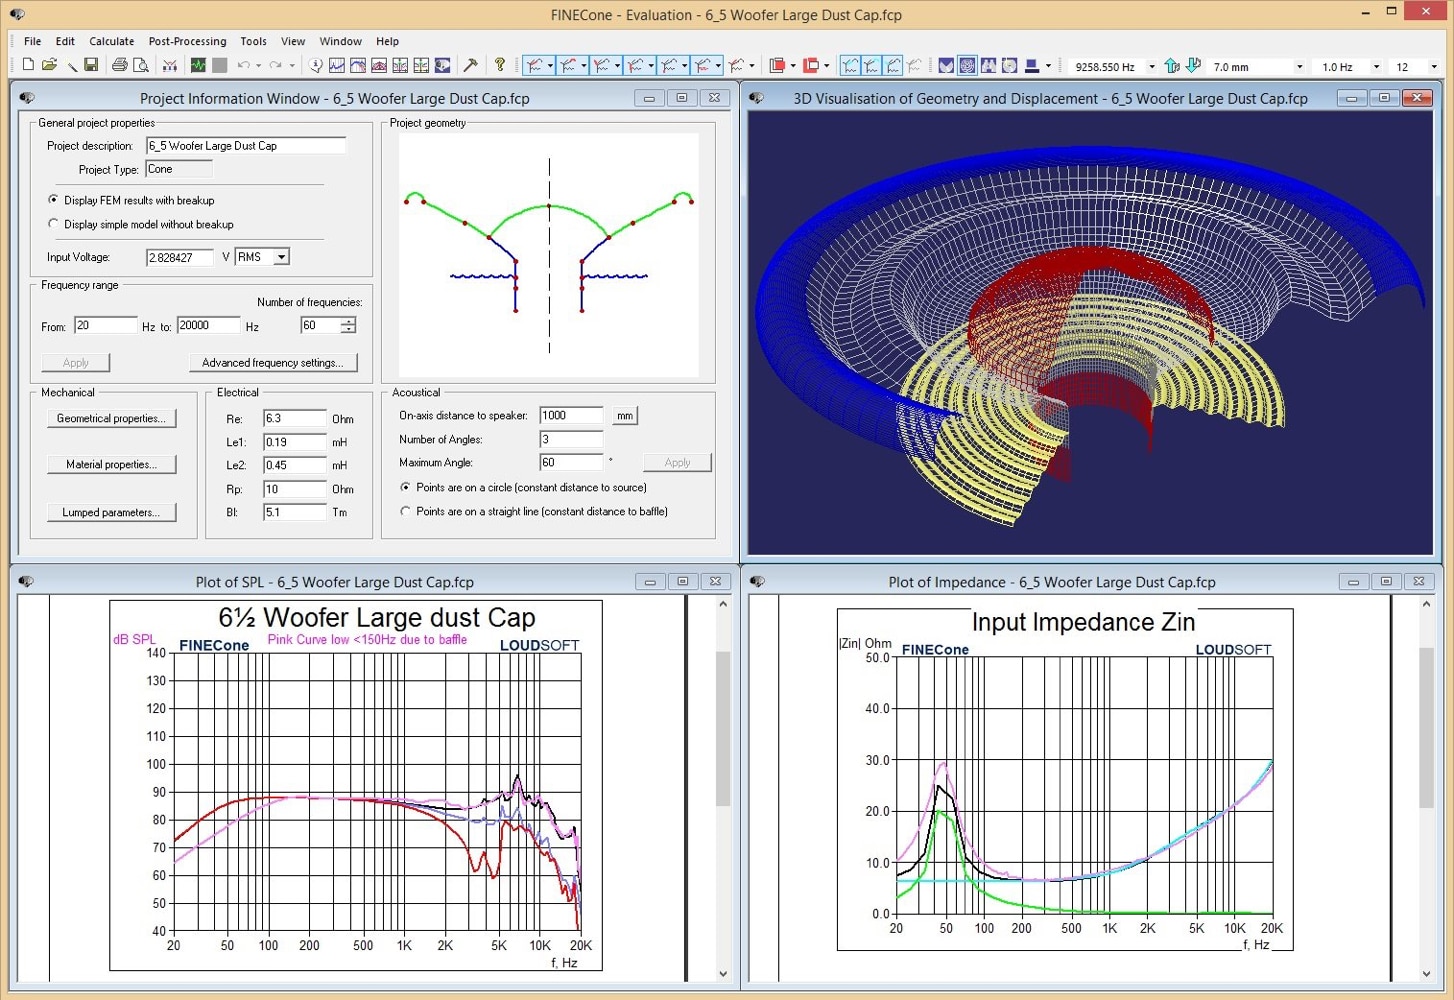 FINECone - Evaluation - 6_5 Woofer Large Dust Cap.fcp
File Edit Calculate Post-Processing Tools View Window Help
9258.550 Hz 7.0 mm 1.0 Hz 12
Project Information Window - 6_5 Woofer Large Dust Cap.fcp
General project properties
Project description: 6_5 Woofer Large Dust Cap
Project Type: Cone
Display FEM results with breakup
Display simple model without breakup
Input Voltage: 2.828427 V RMS
Frequency range
Number of frequencies:
From: 20 Hz to: 20000 Hz 60
Apply Advanced frequency settings...
Project geometry
Mechanical
Geometrical properties...
Material properties...
Lumped parameters...
Electrical
Re: 6.3 Ohm
Le1: 0.19 mH
Le2: 0.45 mH
Rp: 10 Ohm
Bl: 5.1 Tm
Acoustical
On-axis distance to speaker: 1000 mm
Number of Angles: 3
Maximum Angle: 60 ° Apply
Points are on a circle (constant distance to source)
Points are on a straight line (constant distance to baffle)
3D Visualisation of Geometry and Displacement - 6_5 Woofer Large Dust Cap.fcp
Plot of SPL - 6_5 Woofer Large Dust Cap.fcp
6½ Woofer Large dust Cap
dB SPL Pink Curve low <150Hz due to baffle
FINECone LOUDSOFT
140
130
120
110
100
90
80
70
60
50
40
20 50 100 200 500 1K 2K 5K 10K 20K
f, Hz
Plot of Impedance - 6_5 Woofer Large Dust Cap.fcp
Input Impedance Zin
|Zin| Ohm FINECone LOUDSOFT
50.0
40.0
30.0
20.0
10.0
0.0
20 50 100 200 500 1K 2K 5K 10K 20K
f, Hz